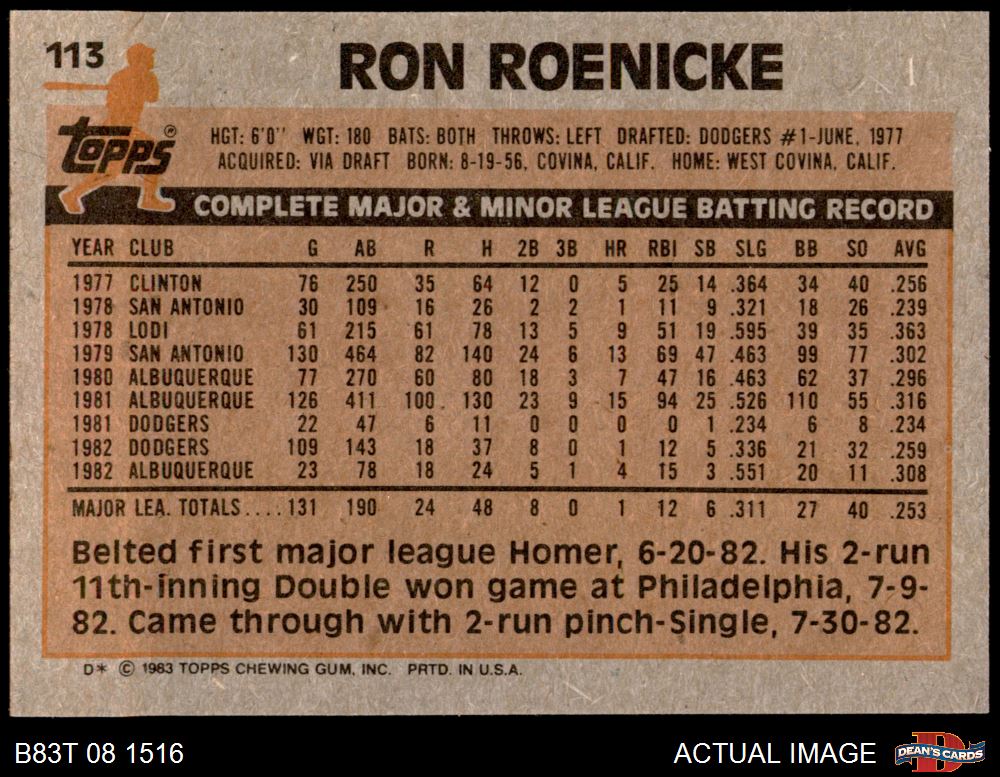 113
RON ROENICKE
topps®
HGT: 6'0" WGT: 180 BATS: BOTH THROWS: LEFT DRAFTED: DODGERS #1-JUNE, 1977
ACQUIRED: VIA DRAFT BORN: 8-19-56, COVINA, CALIF. HOME: WEST COVINA, CALIF.
COMPLETE MAJOR & MINOR LEAGUE BATTING RECORD
YEAR CLUB G AB R H 2B 3B HR RBI SB SLG BB SO AVG
1977 CLINTON 76 250 35 64 12 0 5 25 14 .364 34 40 .256
1978 SAN ANTONIO 30 109 16 26 2 2 1 11 9 .321 18 26 .239
1978 LODI 61 215 61 78 13 5 9 51 19 .595 39 35 .363
1979 SAN ANTONIO 130 464 82 140 24 6 13 69 47 .463 99 77 .302
1980 ALBUQUERQUE 77 270 60 80 18 3 7 47 16 .463 62 37 .296
1981 ALBUQUERQUE 126 411 100 130 23 9 15 94 25 .526 110 55 .316
1981 DODGERS 22 47 6 11 0 0 0 0 1 .234 6 8 .234
1982 DODGERS 109 143 18 37 8 0 1 12 5 .336 21 32 .259
1982 ALBUQUERQUE 23 78 18 24 5 1 4 15 3 .551 20 11 .308
MAJOR LEA. TOTALS.... 131 190 24 48 8 0 1 12 6 .311 27 40 .253
Belted first major league Homer, 6-20-82. His 2-run
11th-inning Double won game at Philadelphia, 7-9-
82. Came through with 2-run pinch-Single, 7-30-82.
D* © 1983 TOPPS CHEWING GUM, INC. PRTD. IN U.S.A.
B83T 08 1516 ACTUAL IMAGE D DEAN'S CARDS